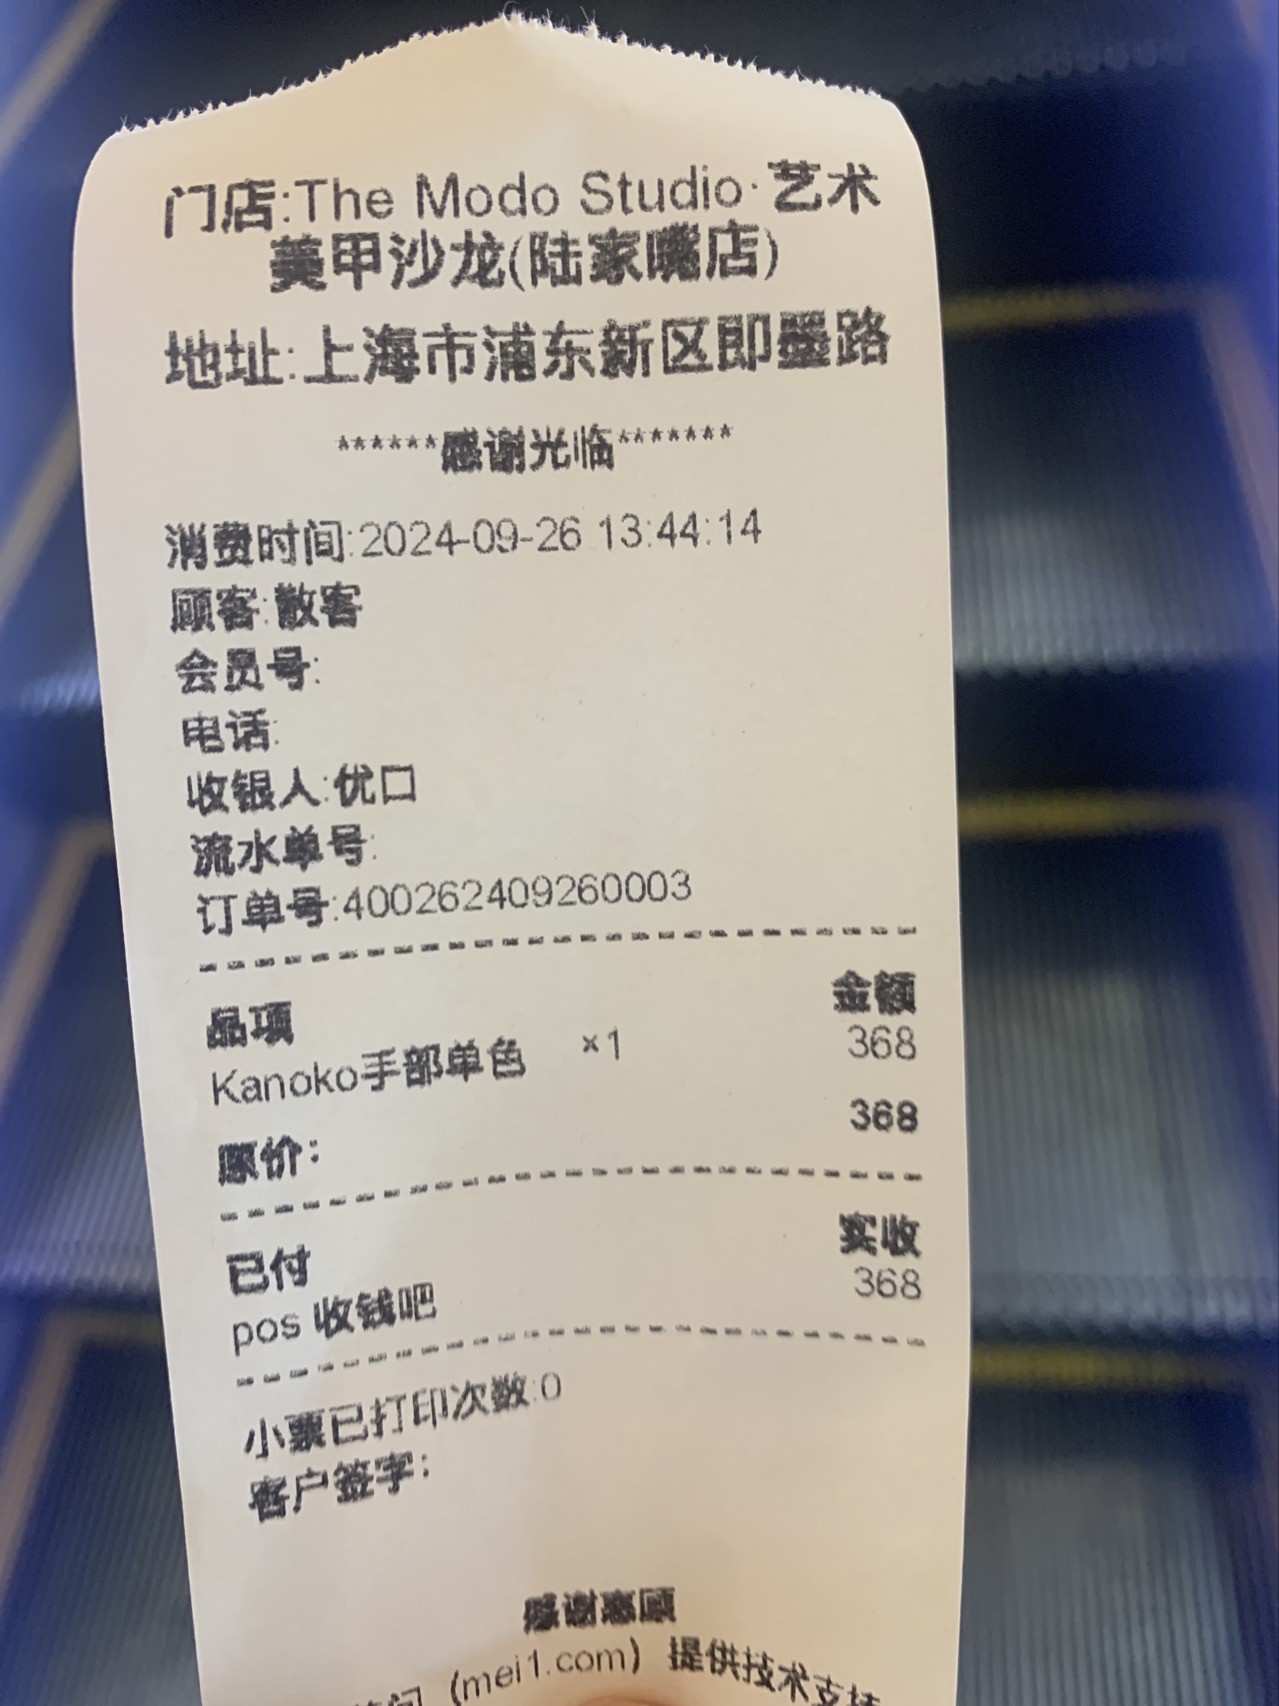 门店:The Modo Studio·艺术
美甲沙龙(陆家嘴店)
地址:上海市浦东新区即墨路
******感谢光临*******
消费时间:2024-09-26 13:44:14
顾客:散客
会员号:
电话:
收银人:优口
流水单号:
订单号:400262409260003
品项 金额
Kanoko手部单色 ×1 368
原价: 368
已付 实收
pos 收钱吧 368
小票已打印次数:0
客户签字:
感谢惠顾
(mei1.com) 提供技术支持